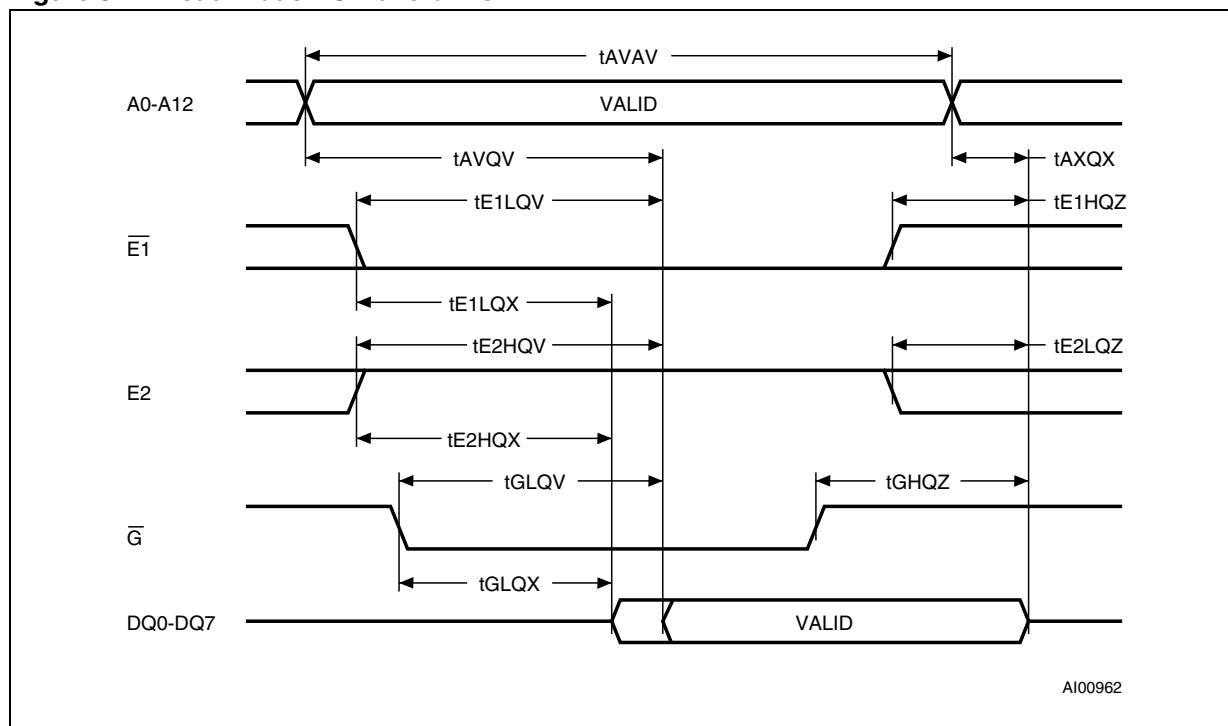 tAVAV
A0-A12
VALID
tAVQV
tAXQX
tE1LQV
tE1HQZ
E1
tE1LQX
tE2HQV
tE2LQZ
E2
tE2HQX
tGLQV
tGHQZ
G
tGLQX
DQ0-DQ7
VALID
AI00962